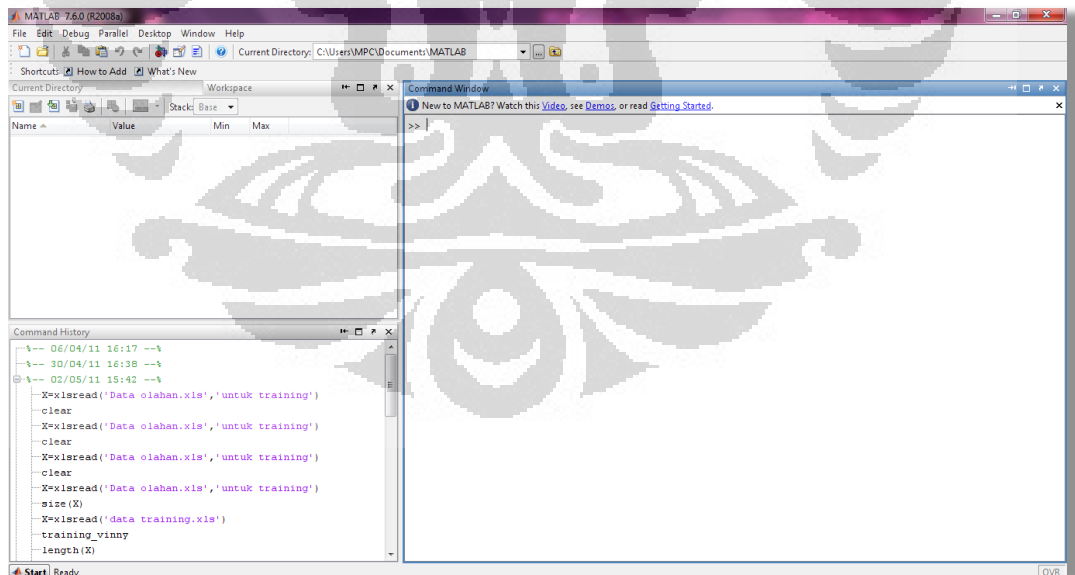 MATLAB 7.6.0 (R2008a)
File Edit Debug Parallel Desktop Window Help
Current Directory: C:\Users\MPC\Documents\MATLAB
Shortcuts How to Add What's New
Current Directory Workspace
Stack: Base
Name Value Min Max
Command Window
New to MATLAB? Watch this Video, see Demos, or read Getting Started.
>>
Command History
%-- 06/04/11 16:17 --%
%-- 30/04/11 16:38 --%
%-- 02/05/11 15:42 --%
X=xlsread('Data olahan.xls','untuk training')
clear
X=xlsread('Data olahan.xls','untuk training')
clear
X=xlsread('Data olahan.xls','untuk training')
clear
X=xlsread('Data olahan.xls','untuk training')
size(X)
X=xlsread('data training.xls')
training_vinny
length(X)
Start Ready
OVR